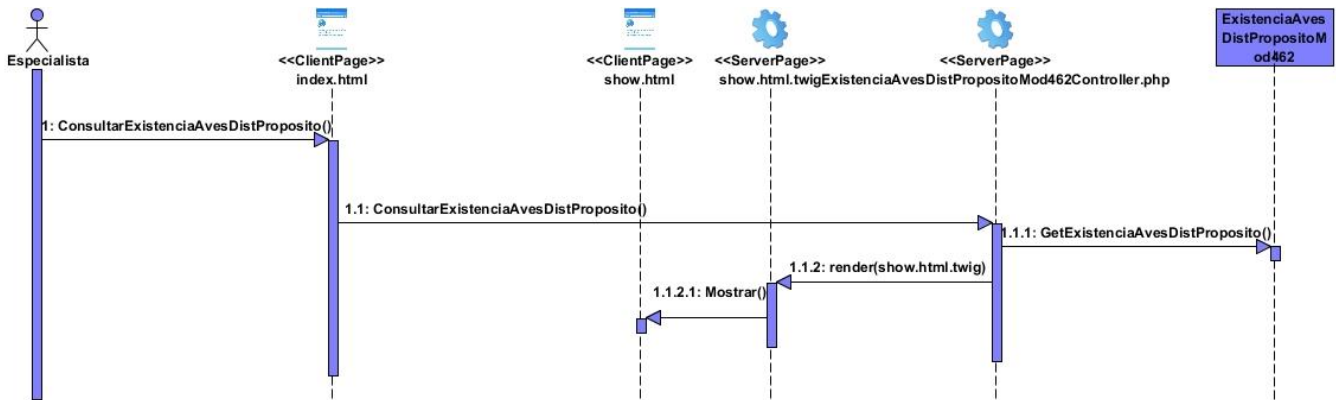 Especialista
<<ClientPage>>
index.html
<<ClientPage>>
show.html
<<ServerPage>>
show.html.twig
<<ServerPage>>
ExistenciaAvesDistPropositoMod462Controller.php
ExistenciaAves
DistPropositoM
od462
1: ConsultarExistenciaAvesDistProposito()
1.1: ConsultarExistenciaAvesDistProposito()
1.1.1: GetExistenciaAvesDistProposito()
1.1.2: render(show.html.twig)
1.1.2.1: Mostrar()